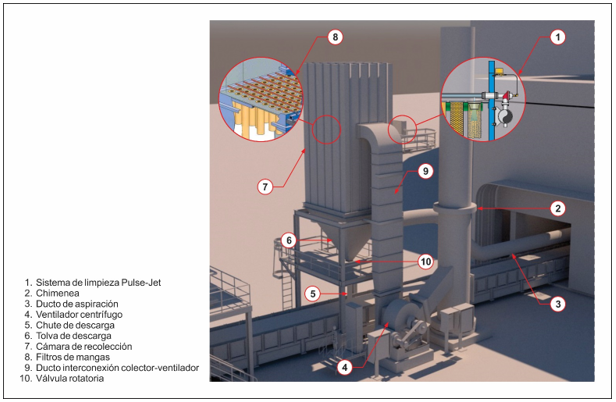 8
1
7
9
2
6
10
5
3
4
1. Sistema de limpieza Pulse-Jet
2. Chimenea
3. Ducto de aspiración
4. Ventilador centrífugo
5. Chute de descarga
6. Tolva de descarga
7. Cámara de recolección
8. Filtros de mangas
9. Ducto interconexión colector-ventilador
10. Válvula rotatoria